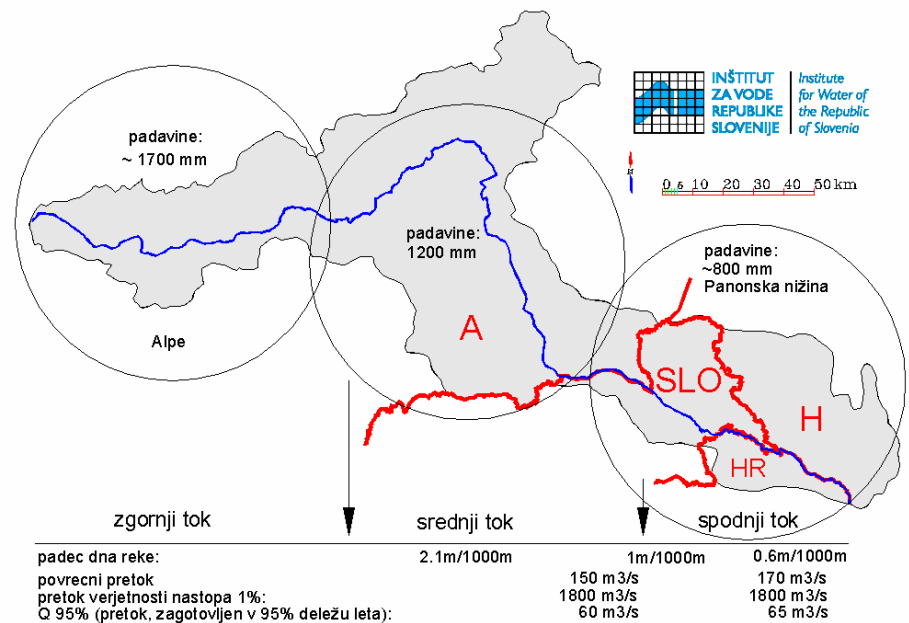 INŠTITUT
ZA VODE
REPUBLIKE
SLOVENIJE
Institute
for Water of
the Republic
of Slovenia
padavine:
~ 1700 mm
0 5 10 20 30 50 km
padavine:
1200 mm
padavine:
~800 mm
Panonska nižina
Alpe
A
SLO
H
HR
zgornji tok
srednji tok
spodnji tok
padec dna reke: 2.1m/1000m 1m/1000m 0.6m/1000m
povrecni pretok 150 m3/s 170 m3/s
pretok verjetnosti nastopa 1%: 1800 m3/s 1800 m3/s
Q 95% (pretok, zagotovljen v 95% deležu leta): 60 m3/s 65 m3/s